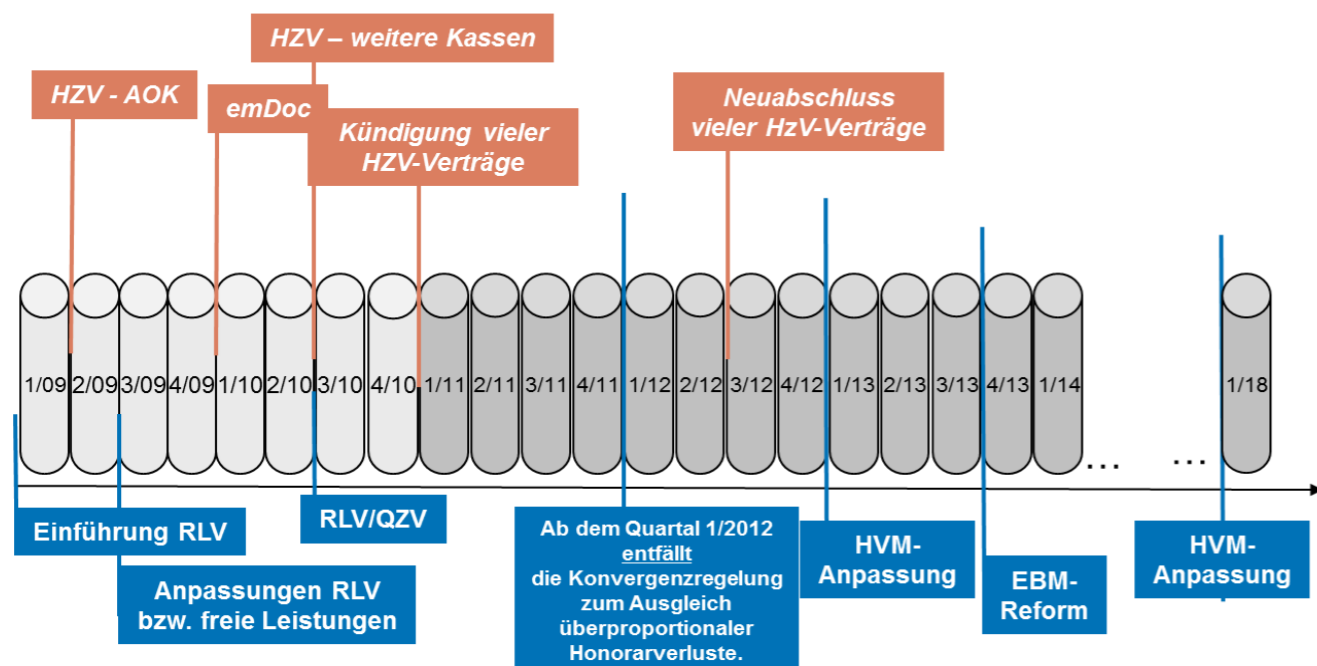 HZV – weitere Kassen
HZV - AOK
emDoc
Neuabschluss
vieler HzV-Verträge
Kündigung vieler
HZV-Verträge
1/09 2/09 3/09 4/09 1/10 2/10 3/10 4/10 1/11 2/11 3/11 4/11 1/12 2/12 3/12 4/12 1/13 2/13 3/13 4/13 1/14 ... ... 1/18
Einführung RLV
RLV/QZV
Anpassungen RLV
bzw. freie Leistungen
Ab dem Quartal 1/2012
entfällt
die Konvergenzregelung
zum Ausgleich
überproportionaler
Honorarverluste.
HVM-
Anpassung
EBM-
Reform
HVM-
Anpassung